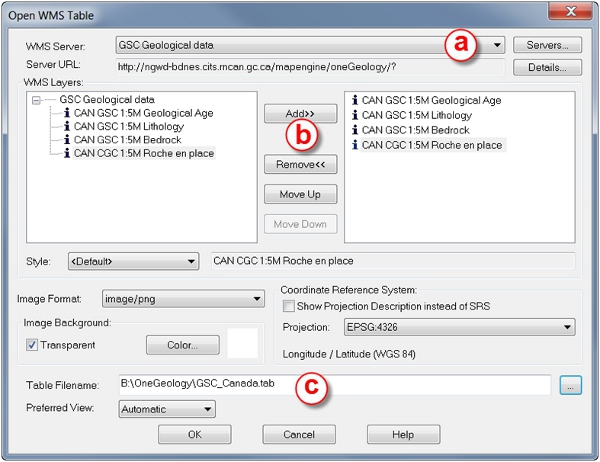 Open WMS Table
WMS Server: GSC Geological data a Servers...
Server URL: http://ngwd-bdnes.cits.rncan.gc.ca/mapengine/oneGeology/? Details...
WMS Layers:
GSC Geological data
CAN GSC 1:5M Geological Age
CAN GSC 1:5M Lithology
CAN GSC 1:5M Bedrock
CAN CGC 1:5M Roche en place
Add>>
b
Remove<<
Move Up
Move Down
CAN GSC 1:5M Geological Age
CAN GSC 1:5M Lithology
CAN GSC 1:5M Bedrock
CAN CGC 1:5M Roche en place
Style: <Default> CAN CGC 1:5M Roche en place
Image Format: image/png
Image Background:
Transparent Color...
Coordinate Reference System:
Show Projection Description instead of SRS
Projection: EPSG:4326
Longitude / Latitude (WGS 84)
Table Filename: B:\OneGeology\GSC_Canada.tab c ...
Preferred View: Automatic
OK Cancel Help